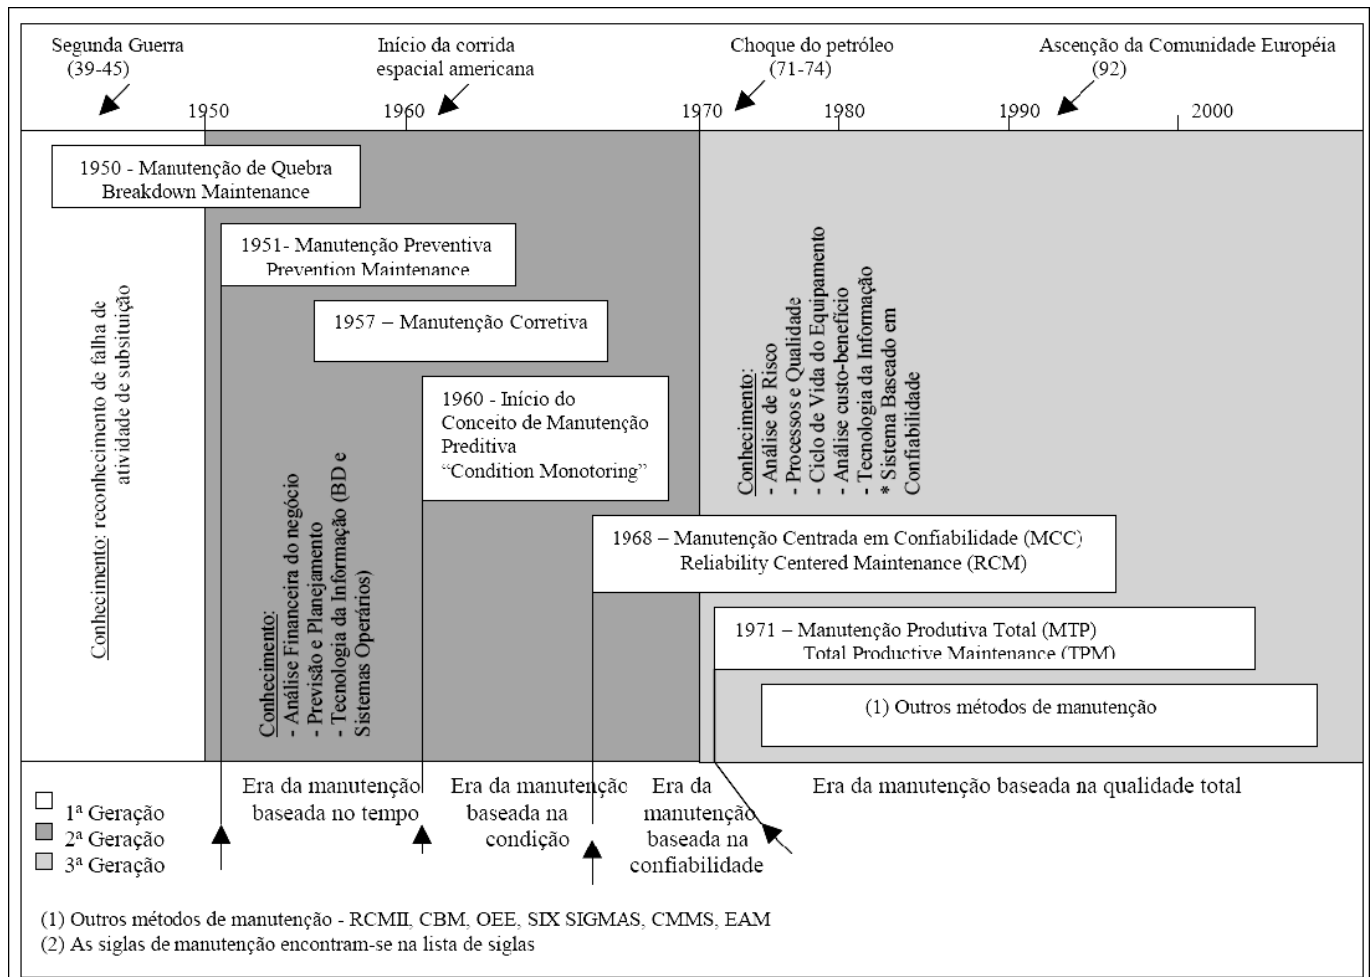 Segunda Guerra
(39-45)
Início da corrida
espacial americana
Choque do petróleo
(71-74)
Ascenção da Comunidade Européia
(92)
1950
1960
1970
1980
1990
2000
1950 - Manutenção de Quebra
Breakdown Maintenance
1951- Manutenção Preventiva
Prevention Maintenance
1957 – Manutenção Corretiva
1960 - Início do
Conceito de Manutenção
Preditiva
“Condition Monotoring”
1968 – Manutenção Centrada em Confiabilidade (MCC)
Reliability Centered Maintenance (RCM)
1971 – Manutenção Produtiva Total (MTP)
Total Productive Maintenance (TPM)
(1) Outros métodos de manutenção
Conhecimento: reconhecimento de falha de
atividade de subsituição
Conhecimento:
- Análise Financeira do negócio
- Previsão e Planejamento
- Tecnologia da Informação (BD e
Sistemas Operários)
Conhecimento:
- Análise de Risco
- Processos e Qualidade
- Ciclo de Vida do Equipamento
- Análise custo-benefício
- Tecnologia da Informação
* Sistema Baseado em
Confiabilidade
1ª Geração
2ª Geração
3ª Geração
Era da manutenção
baseada no tempo
Era da manutenção
baseada na
condição
Era da
manutenção
baseada na
confiabilidade
Era da manutenção baseada na qualidade total
(1) Outros métodos de manutenção - RCMII, CBM, OEE, SIX SIGMAS, CMMS, EAM
(2) As siglas de manutenção encontram-se na lista de siglas